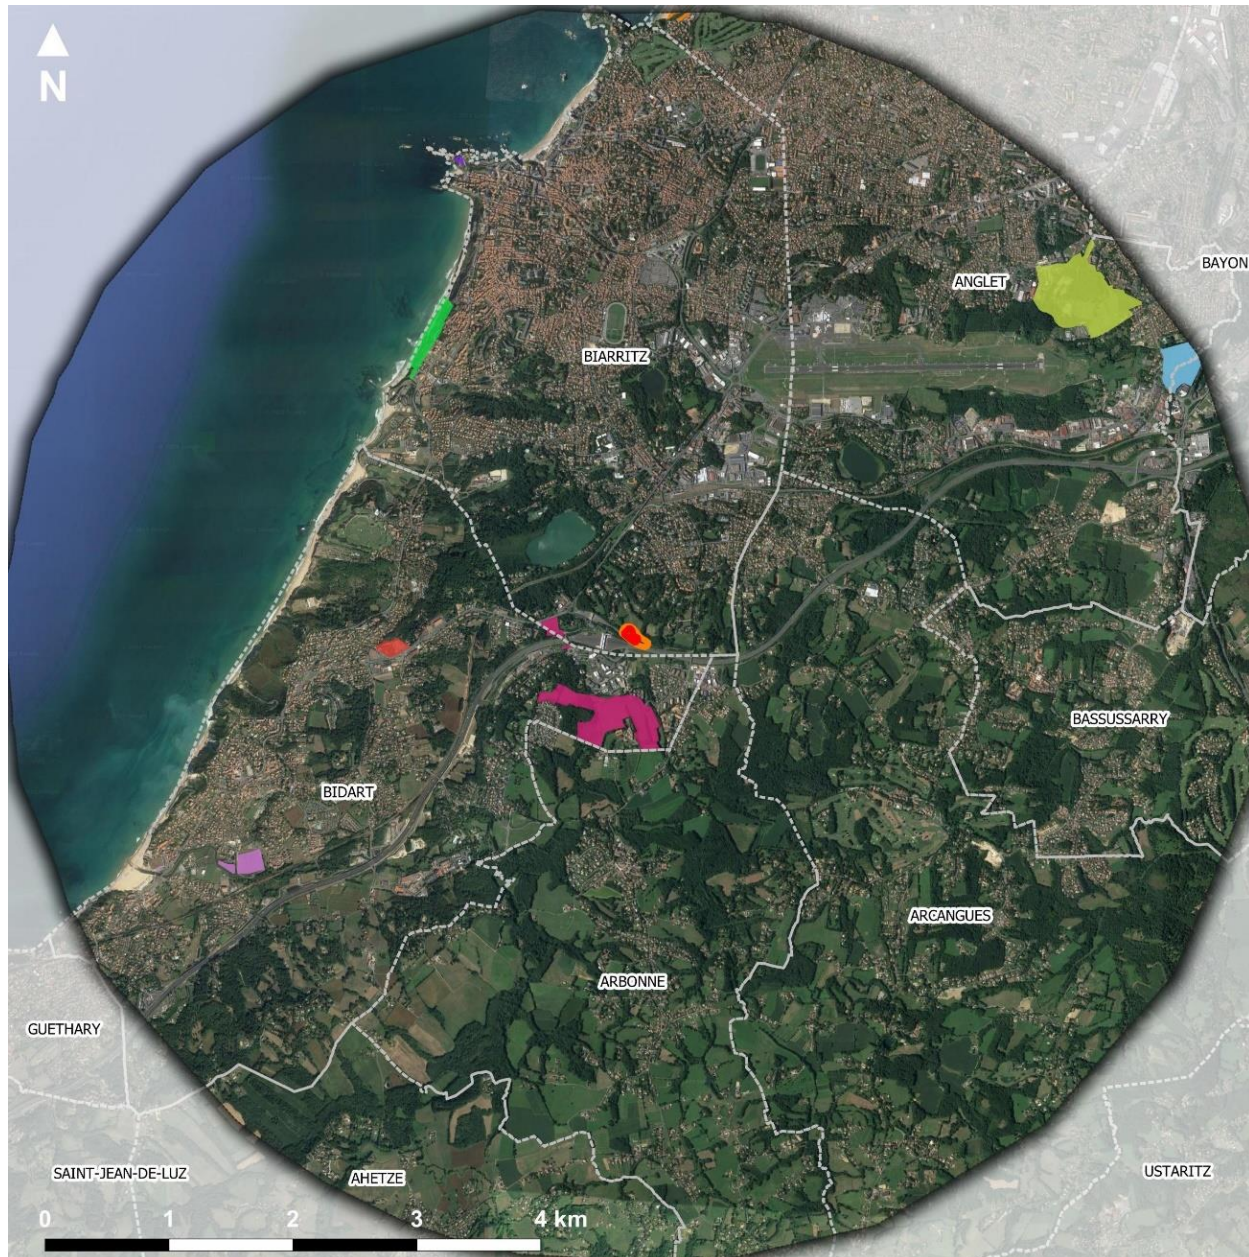 N
BAYON
ANGLET
BIARRITZ
BASSUSSARRY
BIDART
ARCANGUES
ARBONNE
GUETHARY
SAINT-JEAN-DE-LUZ
AHETZE
USTARITZ
0 1 2 3 4 km